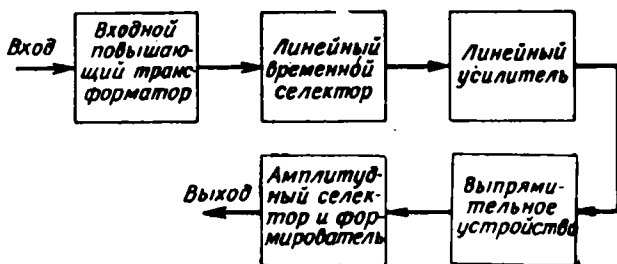 Вход
Входной
повышаю-
щий транс-
форматор
Линейный
временной
селектор
Линейный
усилитель
Выпрями-
тельное
устройство
Амплитуд-
ный селек-
тор и фор-
мирователь
Выход